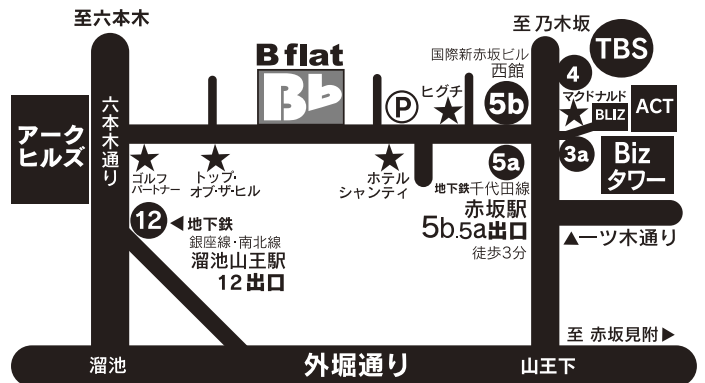 至六本木
至乃木坂
B flat
Bb
国際新赤坂ビル
西館
TBS
4
アーク
ヒルズ
六本木通り
P
ヒグチ
5b
マクドナルド
BLIZ
ACT
ゴルフ
パートナー
トップ・
オブ・ザ・ヒル
ホテル
シャンティ
5a
3a
Biz
タワー
地下鉄千代田線
赤坂駅
5b.5a出口
徒歩3分
12
◀地下鉄
銀座線・南北線
溜池山王駅
12出口
▲一ツ木通り
至 赤坂見附▶
溜池
外堀通り
山王下